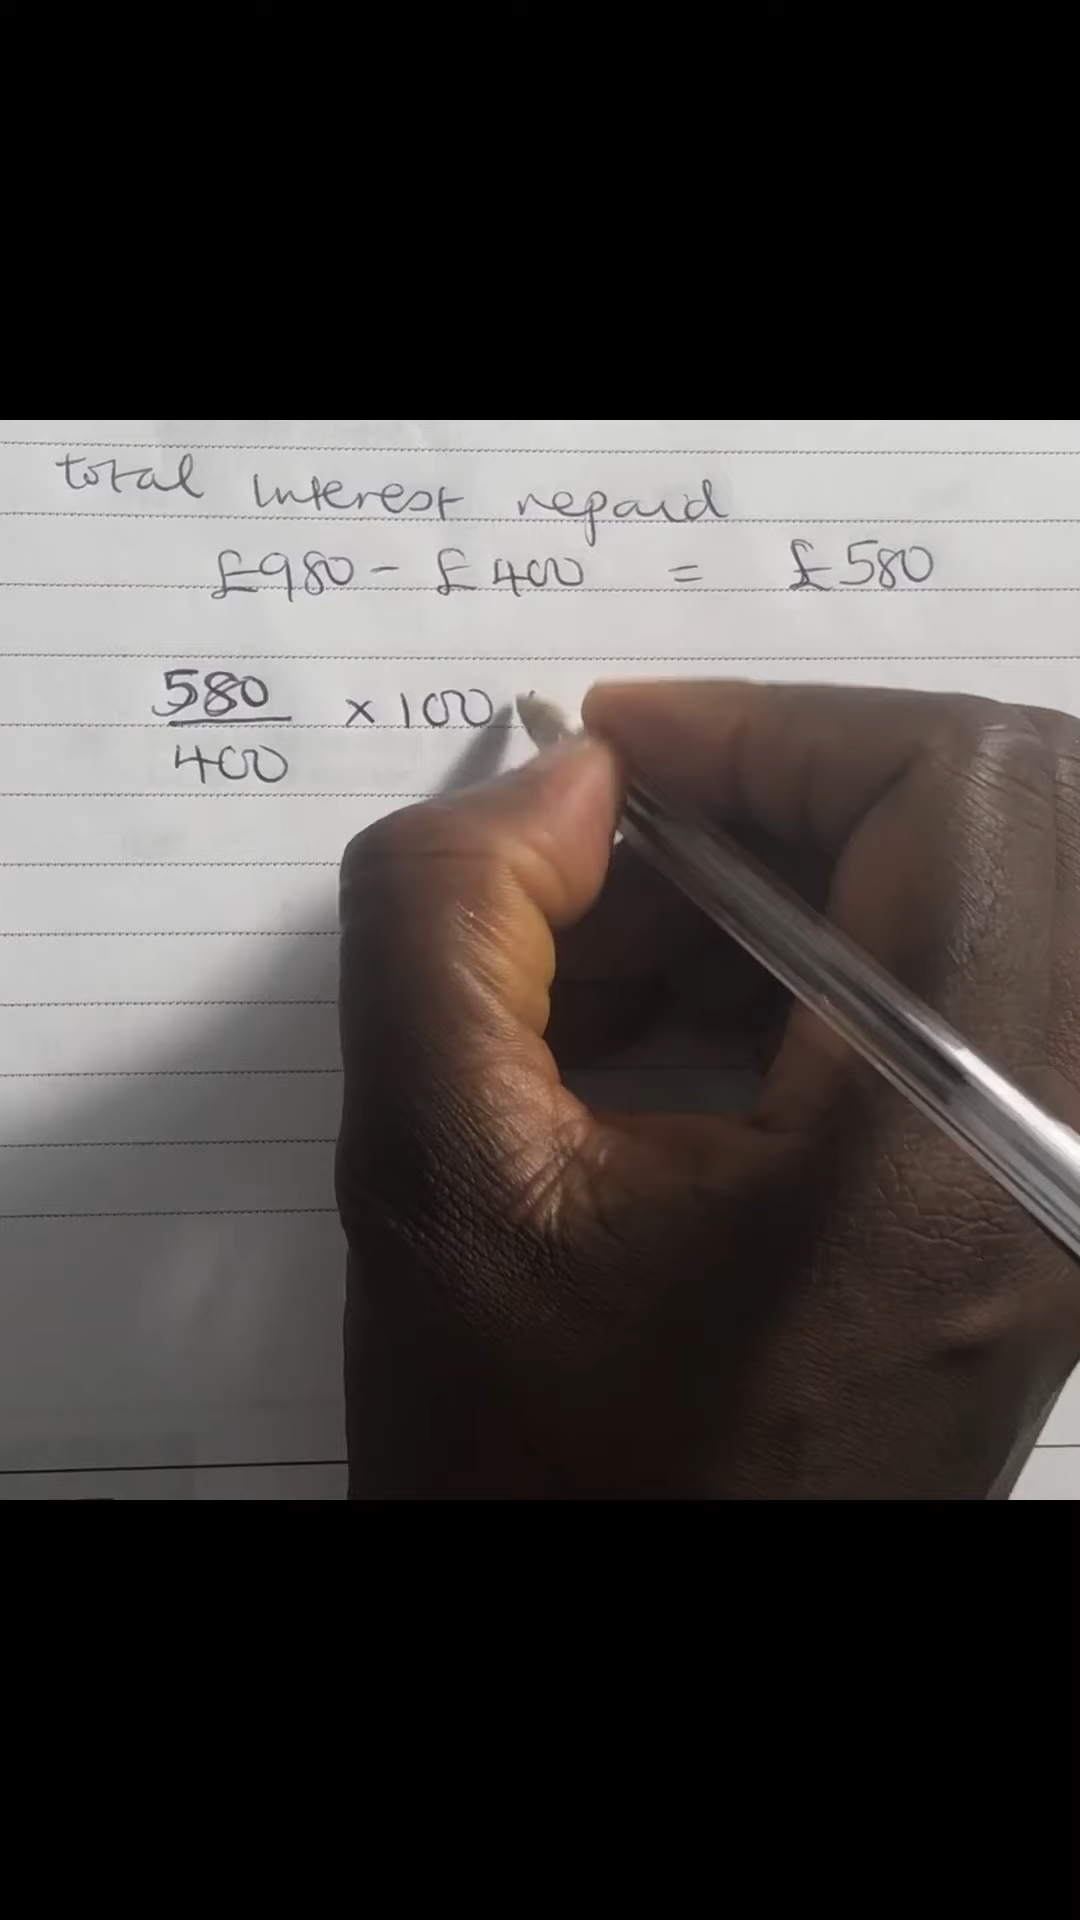 total interest repaid
£980 - £400 = £580
580
400
× 100